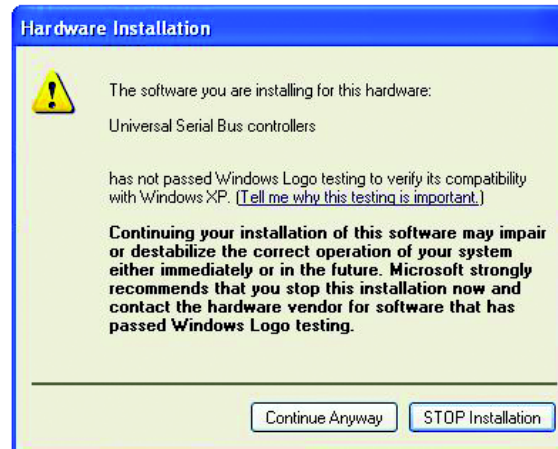 Hardware Installation
The software you are installing for this hardware:
Universal Serial Bus controllers
has not passed Windows Logo testing to verify its compatibility
with Windows XP. (Tell me why this testing is important.)
Continuing your installation of this software may impair
or destabilize the correct operation of your system
either immediately or in the future. Microsoft strongly
recommends that you stop this installation now and
contact the hardware vendor for software that has
passed Windows Logo testing.
Continue Anyway STOP Installation